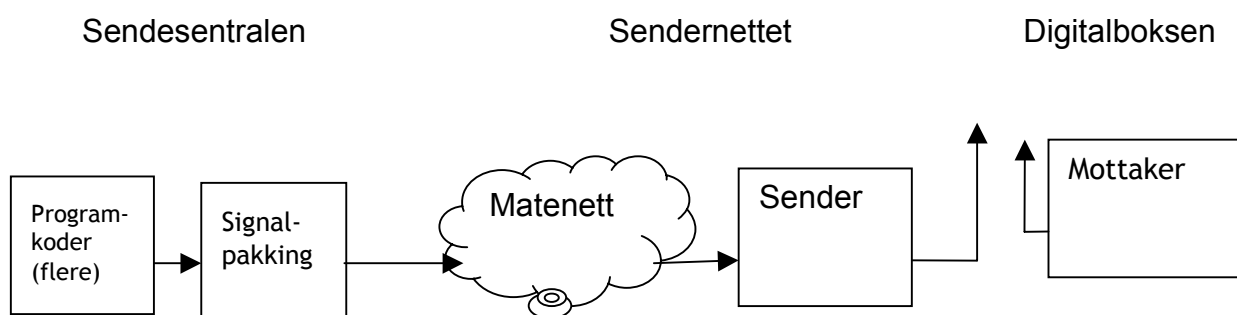 Sendesentralen
Sendernettet
Digitalboksen
Program-
koder
(flere)
Signal-
pakking
Matenett
Sender
Mottaker